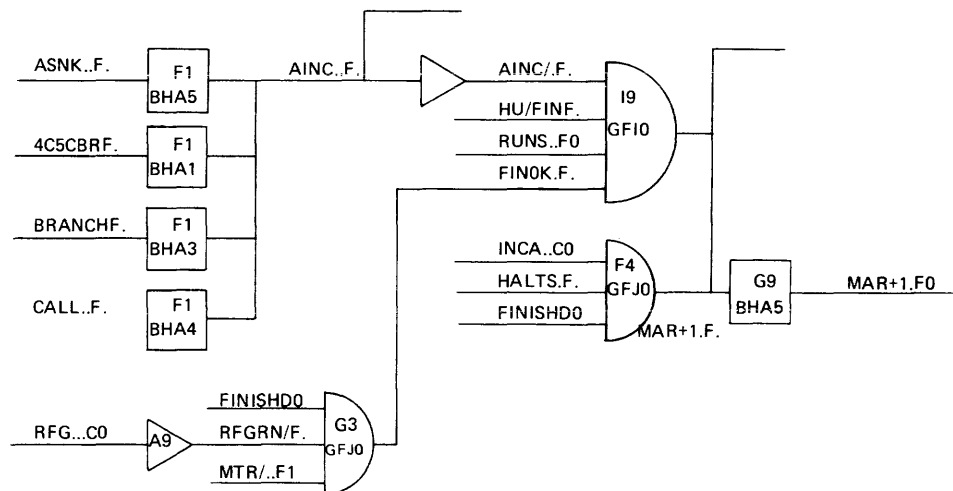 ASNK..F.
F1
BHA5
AINC..F.
AINC/.F.
HU/FINF.
RUNS..F0
FIN0K.F.
I9
GFI0
4C5CBRF.
F1
BHA1
BRANCHF.
F1
BHA3
CALL..F.
F1
BHA4
INCA..C0
HALTS.F.
FINISHD0
F4
GFJ0
MAR+1.F.
G9
BHA5
MAR+1.F0
RFG...C0
A9
FINISHD0
RFGRN/F.
MTR/..F1
G3
GFJ0